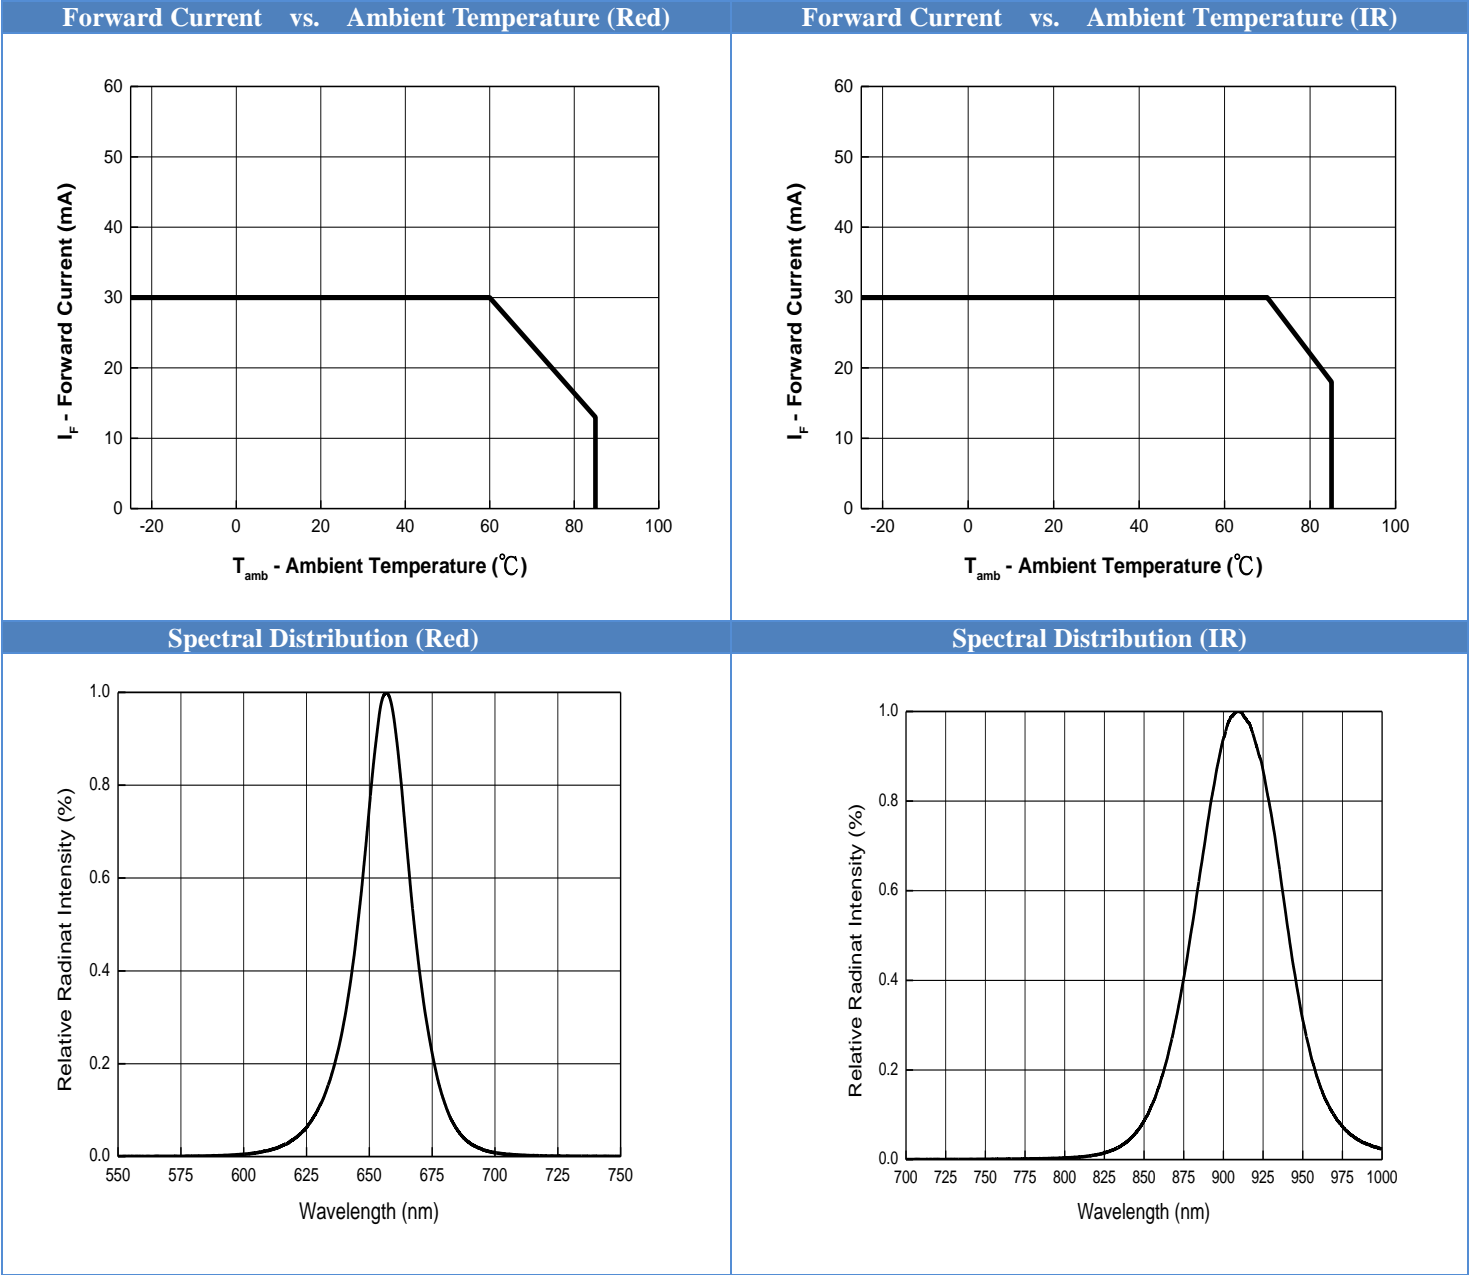 Forward Current vs. Ambient Temperature (Red)
Forward Current vs. Ambient Temperature (IR)
60
50
40
30
20
10
0
-20 0 20 40 60 80 100
IF - Forward Current (mA)
Tamb - Ambient Temperature (℃)
60
50
40
30
20
10
0
-20 0 20 40 60 80 100
IF - Forward Current (mA)
Tamb - Ambient Temperature (℃)
Spectral Distribution (Red)
Spectral Distribution (IR)
1.0
0.8
0.6
0.4
0.2
0.0
550 575 600 625 650 675 700 725 750
Relative Radinat Intensity (%)
Wavelength (nm)
1.0
0.8
0.6
0.4
0.2
0.0
700 725 750 775 800 825 850 875 900 925 950 975 1000
Relative Radinat Intensity (%)
Wavelength (nm)